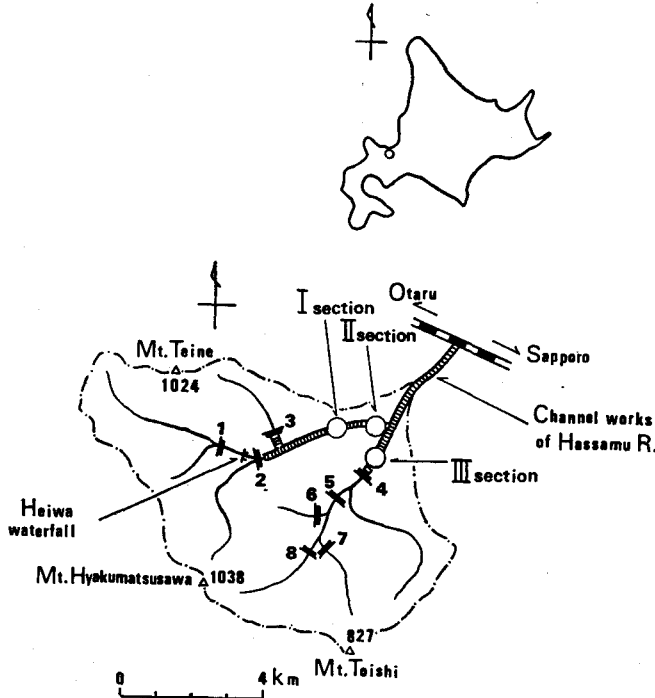 Otaru
I section
II section
Sapporo
Mt.Teine
1024
Channel works
of Hassamu R.
1
3
2
III section
4
5
6
Heiwa
waterfall
7
8
Mt.Hyakumatsusawa
1038
827
Mt.Teishi
0
4 km